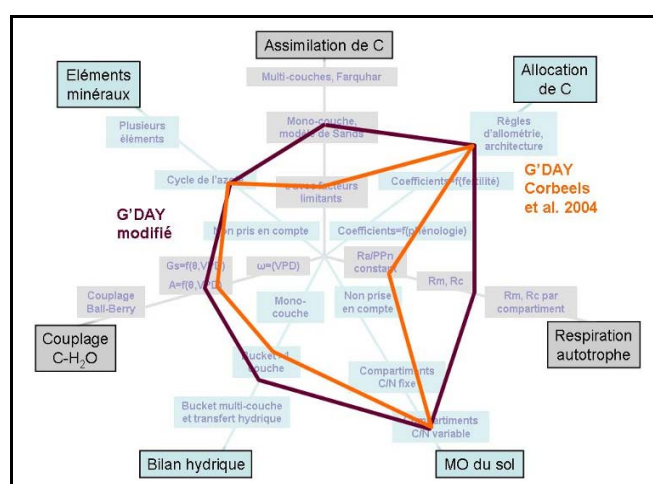 Assimilation de C
Multi-couches, Farquhar
Mono-couche,
modèle de Sands
facteurs
limitants
Eléments
minéraux
Plusieurs
éléments
Cycle de l'azote
Non pris en compte
Allocation
de C
Règles
d'allométrie,
architecture
Coefficients=f(fertilité)
Coefficients=f(phénologie)
G'DAY
Corbeels
et al. 2004
G'DAY
modifié
Gs=f(θ,VPD)
A=f(θ,VPD)
ω=(VPD)
Couplage
Ball-Berry
Couplage
C-H₂O
Ra/PPn
constant
Rm, Rc
Rm, Rc par
compartiment
Respiration
autotrophe
Mono-
couche
Bucket
couche
Bucket multi-couche
et transfert hydrique
Bilan hydrique
Non prise
en compte
Compartiments
C/N fixe
Compartiments
C/N variable
MO du sol